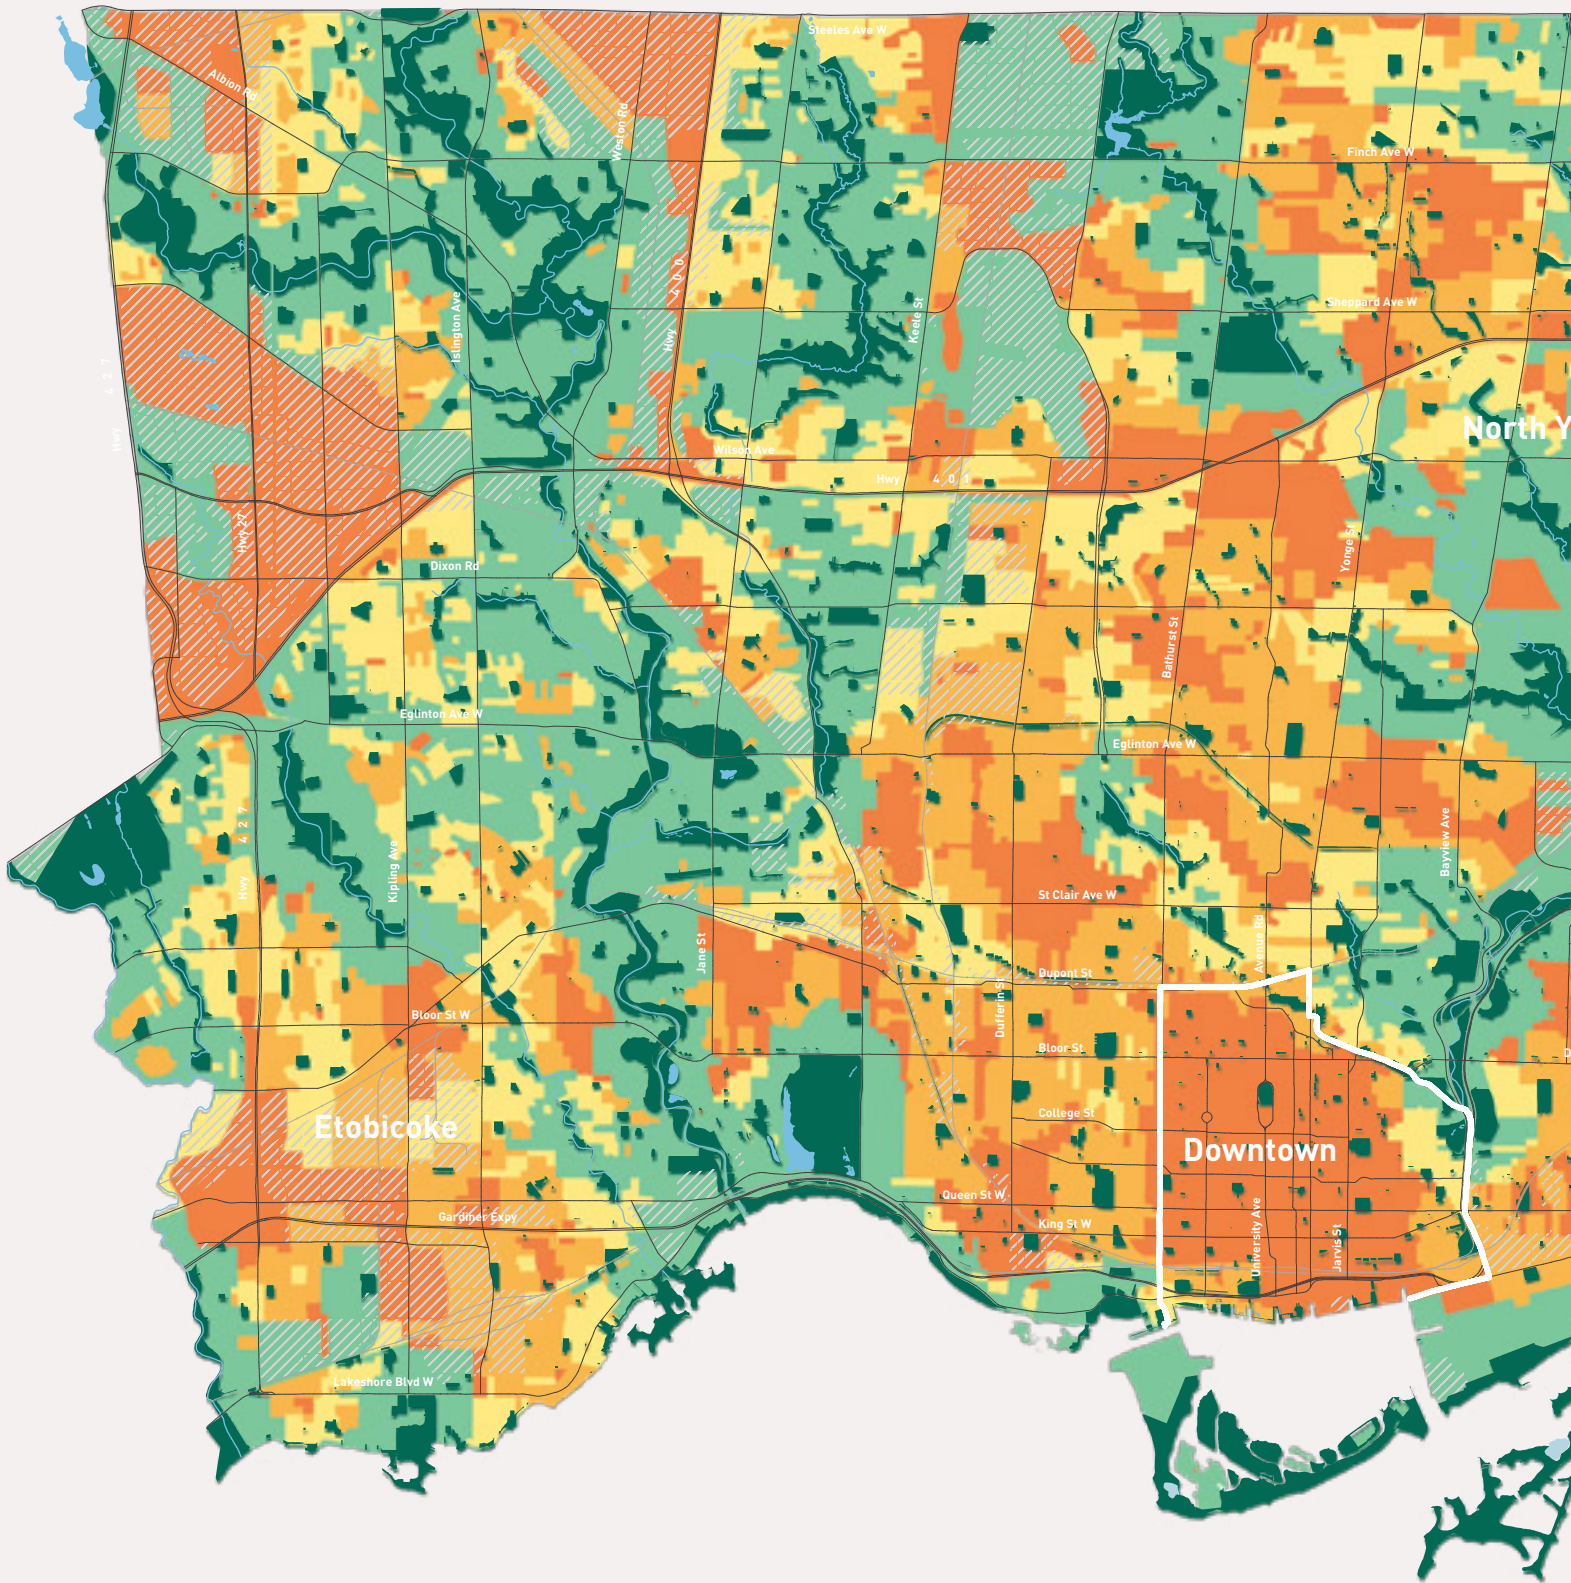 Steeles Ave W
Albion Rd
Weston Rd
Finch Ave W
Hwy 400
Sheppard Ave W
Islington Ave
Keele St
Hwy 427
North Y
Wilson Ave
Hwy 401
Hwy 27
Yonge St
Dixon Rd
Bathurst St
Eglinton Ave W
Eglinton Ave W
Hwy 427
Kipling Ave
Bayview Ave
St Clair Ave W
Jane St
Avenue Rd
Dupont St
Dufferin St
Bloor St W
Bloor St
D
College St
Etobicoke
Downtown
Queen St W
Gardiner Expy
King St W
University Ave
Jarvis St
Lakeshore Blvd W